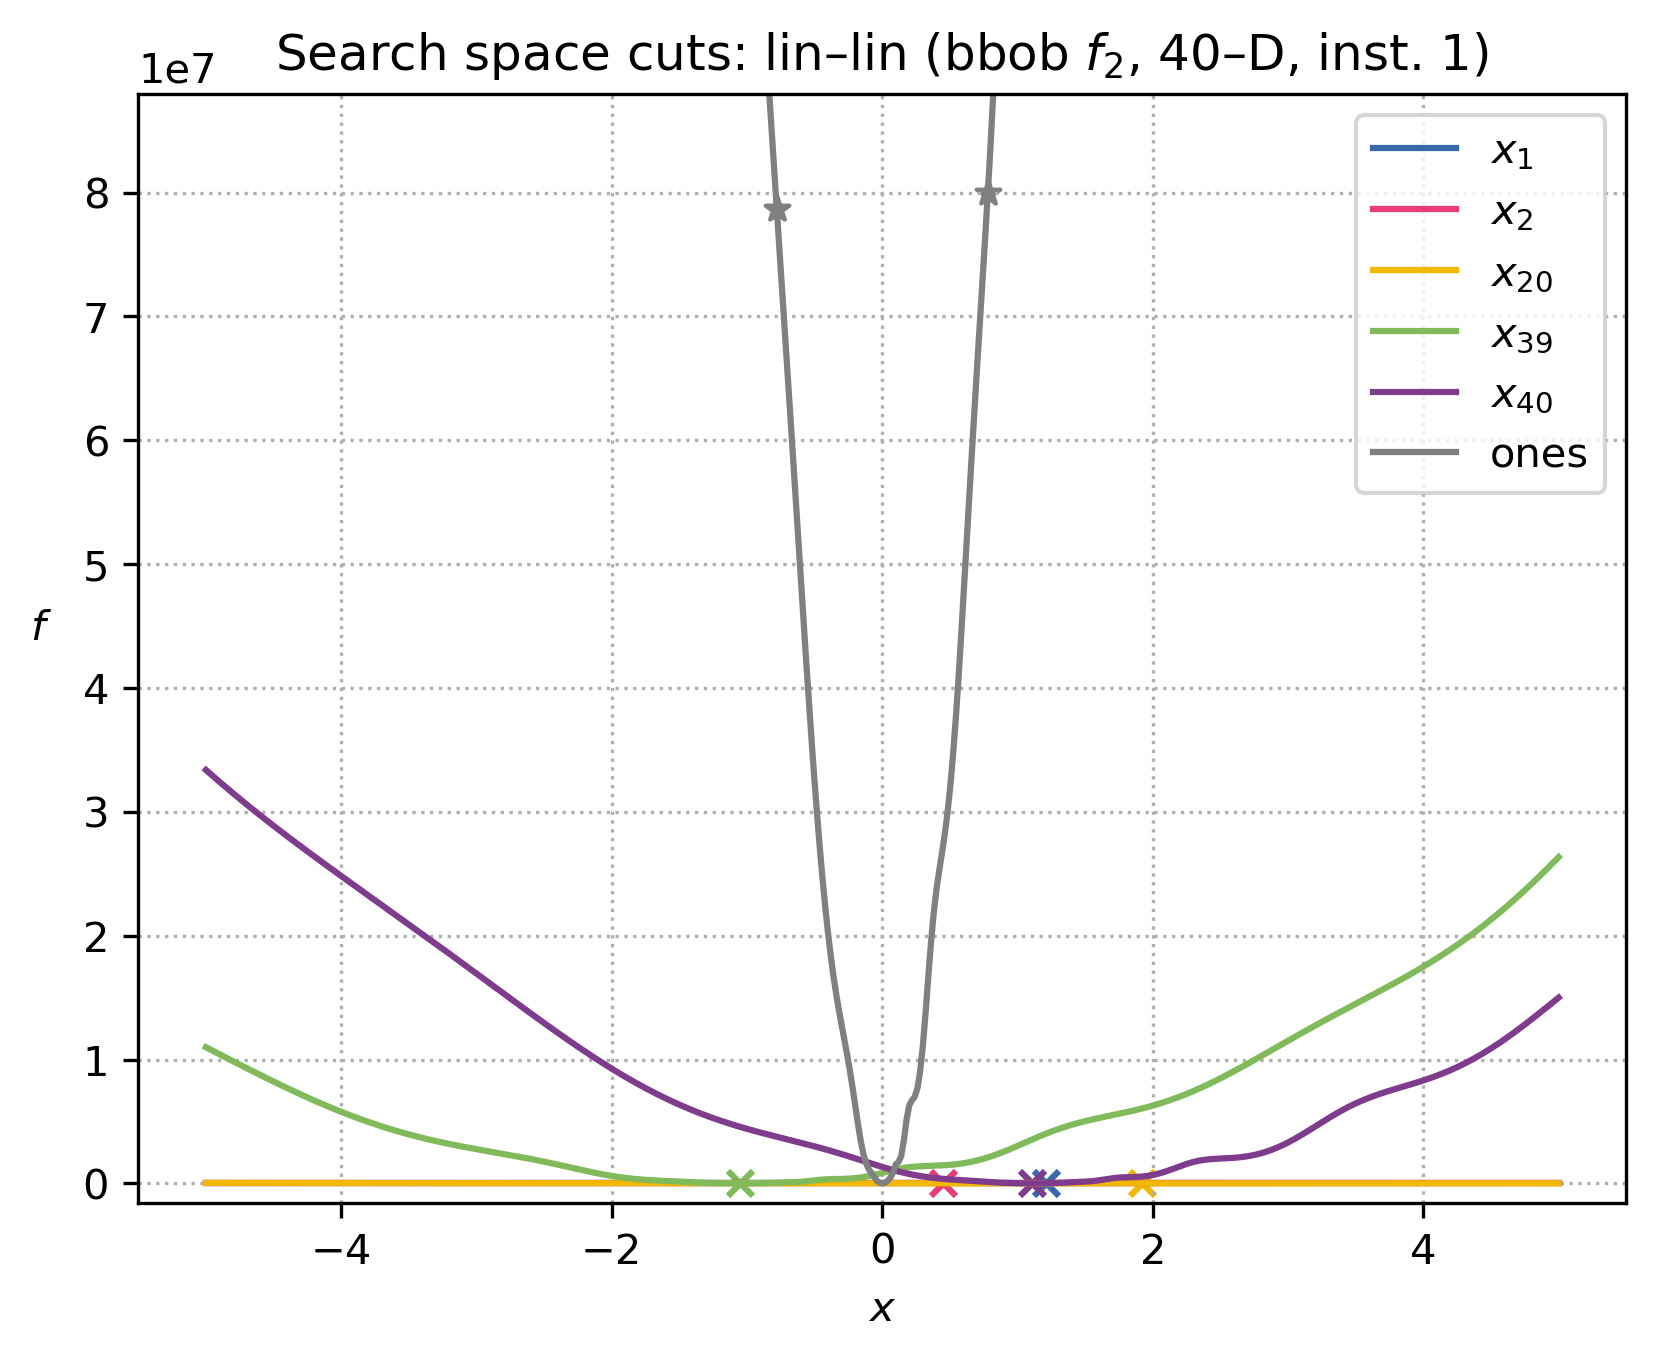 Search space cuts: lin–lin (bbob f₂, 40–D, inst. 1)
1e7
x₁
x₂
x₂₀
x₃₉
x₄₀
ones
8
7
6
5
4
3
2
1
0
f
−4
−2
0
2
4
x